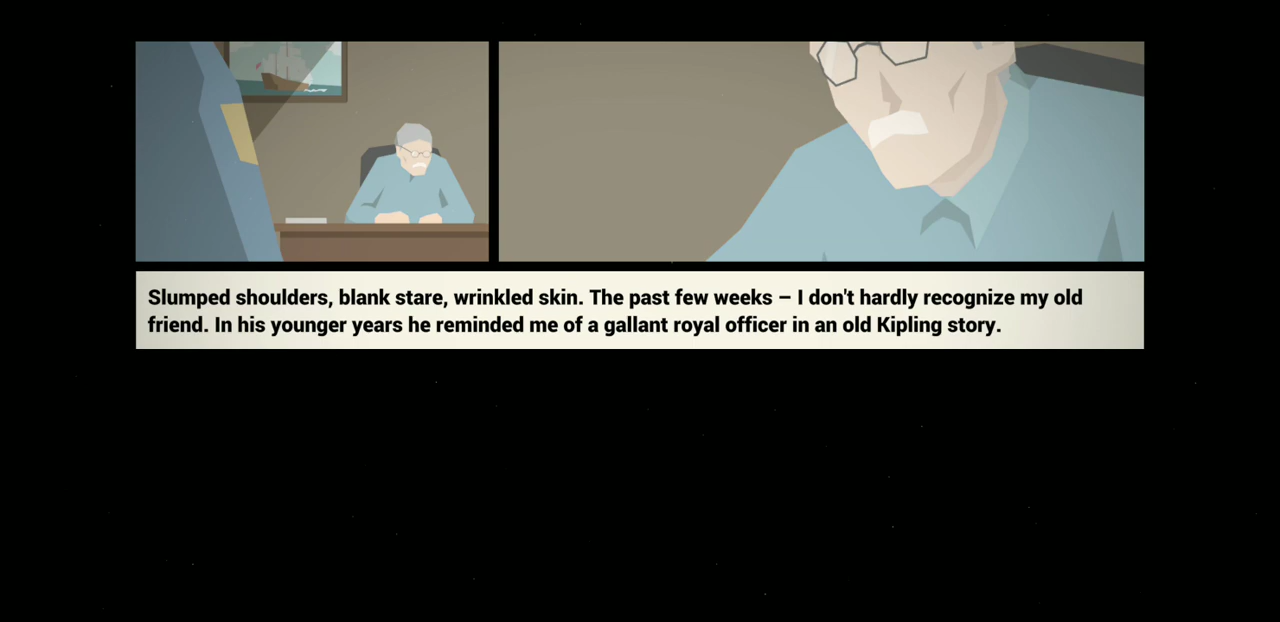 Slumped shoulders, blank stare, wrinkled skin. The past few weeks – I don't hardly recognize my old
friend. In his younger years he reminded me of a gallant royal officer in an old Kipling story.